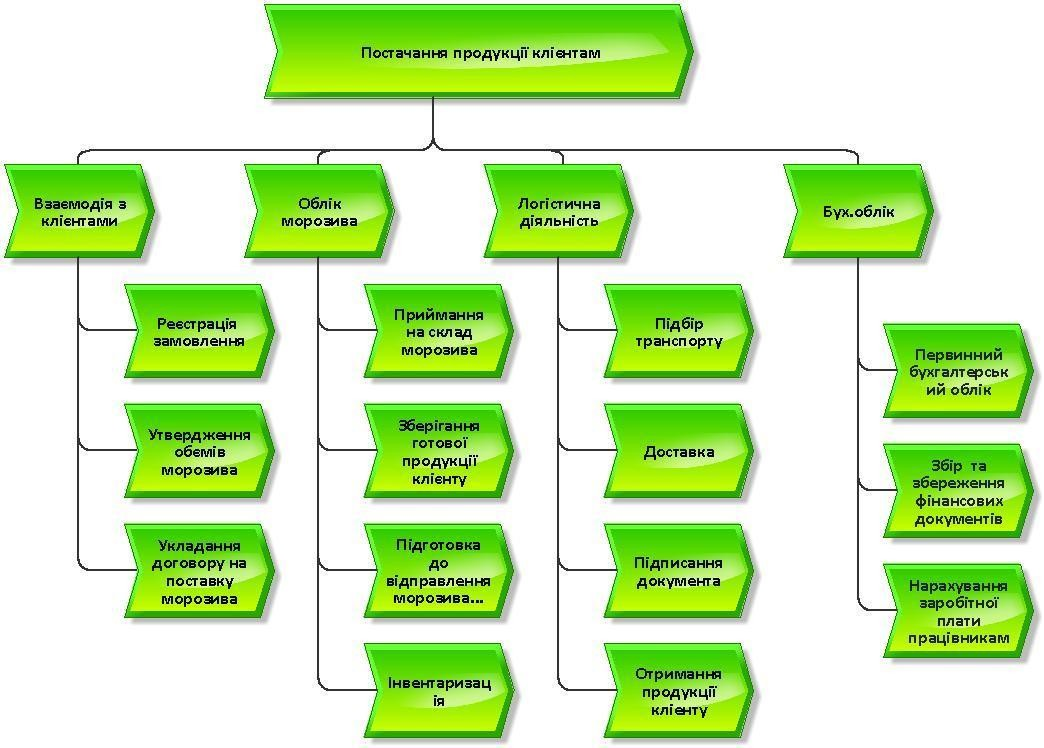 Постачання продукції клієнтам
Взаємодія з
клієнтами
Реєстрація
замовлення
Утвердження
обємів
морозива
Укладання
договору на
поставку
морозива
Облік
морозива
Приймання
на склад
морозива
Зберігання
готової
продукції
клієнту
Підготовка
до
відправлення
морозива...
Інвентаризац
ія
Логістична
діяльність
Підбір
транспорту
Доставка
Підписання
документа
Отримання
продукції
клієнту
Бух.облік
Первинний
бухгалтерськ
ий облік
Збір та
збереження
фінансових
документів
Нарахування
заробітної
плати
працівникам